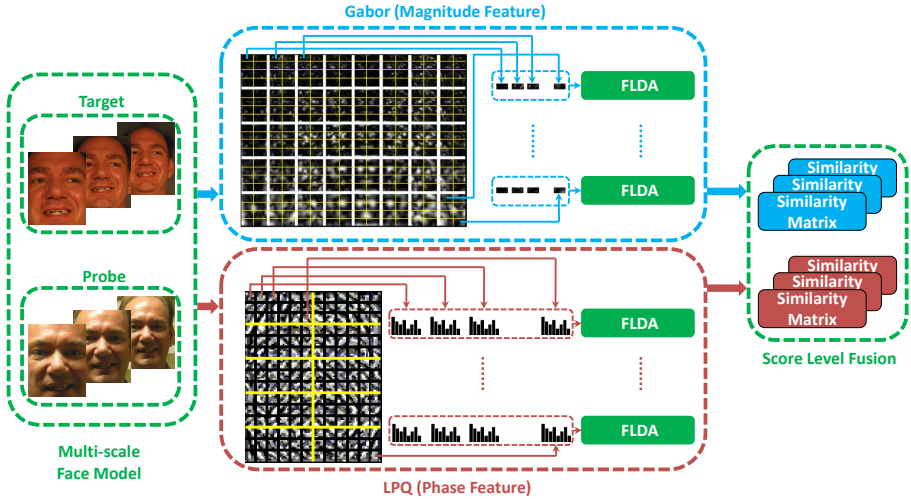 Gabor (Magnitude Feature)
Target
FLDA
FLDA
Probe
Multi-scale
Face Model
FLDA
FLDA
LPQ (Phase Feature)
Similarity
Similarity
Similarity
Matrix
Similarity
Similarity
Similarity
Matrix
Score Level Fusion